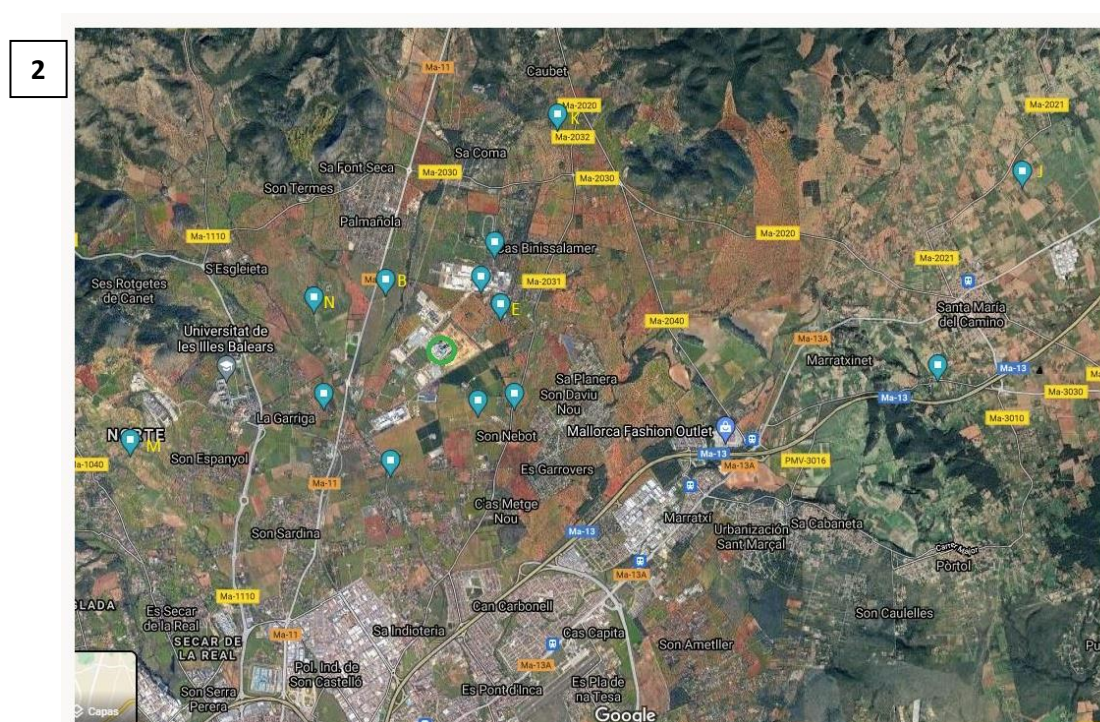 2
Ma-11
Caubet
Ma-2020
K
Ma-2032
Ma-2021
Sa Coma
Sa Font Seca
Ma-2030
Ma-2030
J
Son Termes
Palmañola
Ma-1110
Ma-2020
Cas Binissalamer
S'Esgleieta
Ma-2021
Ses Rotgetes
de Canet
B
Ma-2031
N
E
Santa María
del Camino
Universitat de
les Illes Balears
Ma-2040
Ma-13A
Marratxinet
Ma-13
Sa Planera
Son Daviu
Nou
Ma-13
Ma-3030
Ma-3010
La Garriga
NORTE
M
Son Nebot
Mallorca Fashion Outlet
Ma-13
Ma-13A
PMV-3016
Son Espanyol
Es Garrovers
Ma-11
C'as Metge
Nou
Marratxí
Sa Cabaneta
Urbanización
Sant Marçal
Son Sardina
Ma-13
Carrer Major
Pòrtol
Ma-13A
Ma-1110
Es Secar
de la Real
Can Carbonell
Son Caulelles
SECAR DE
LA REAL
Ma-11
Sa Indioteria
Cas Capita
Son Ametller
Pol. Ind. de
Son Castelló
Ma-13A
Son Serra
Perera
Es Pont d'Inca
Es Pla de
na Tesa
Capas
Google